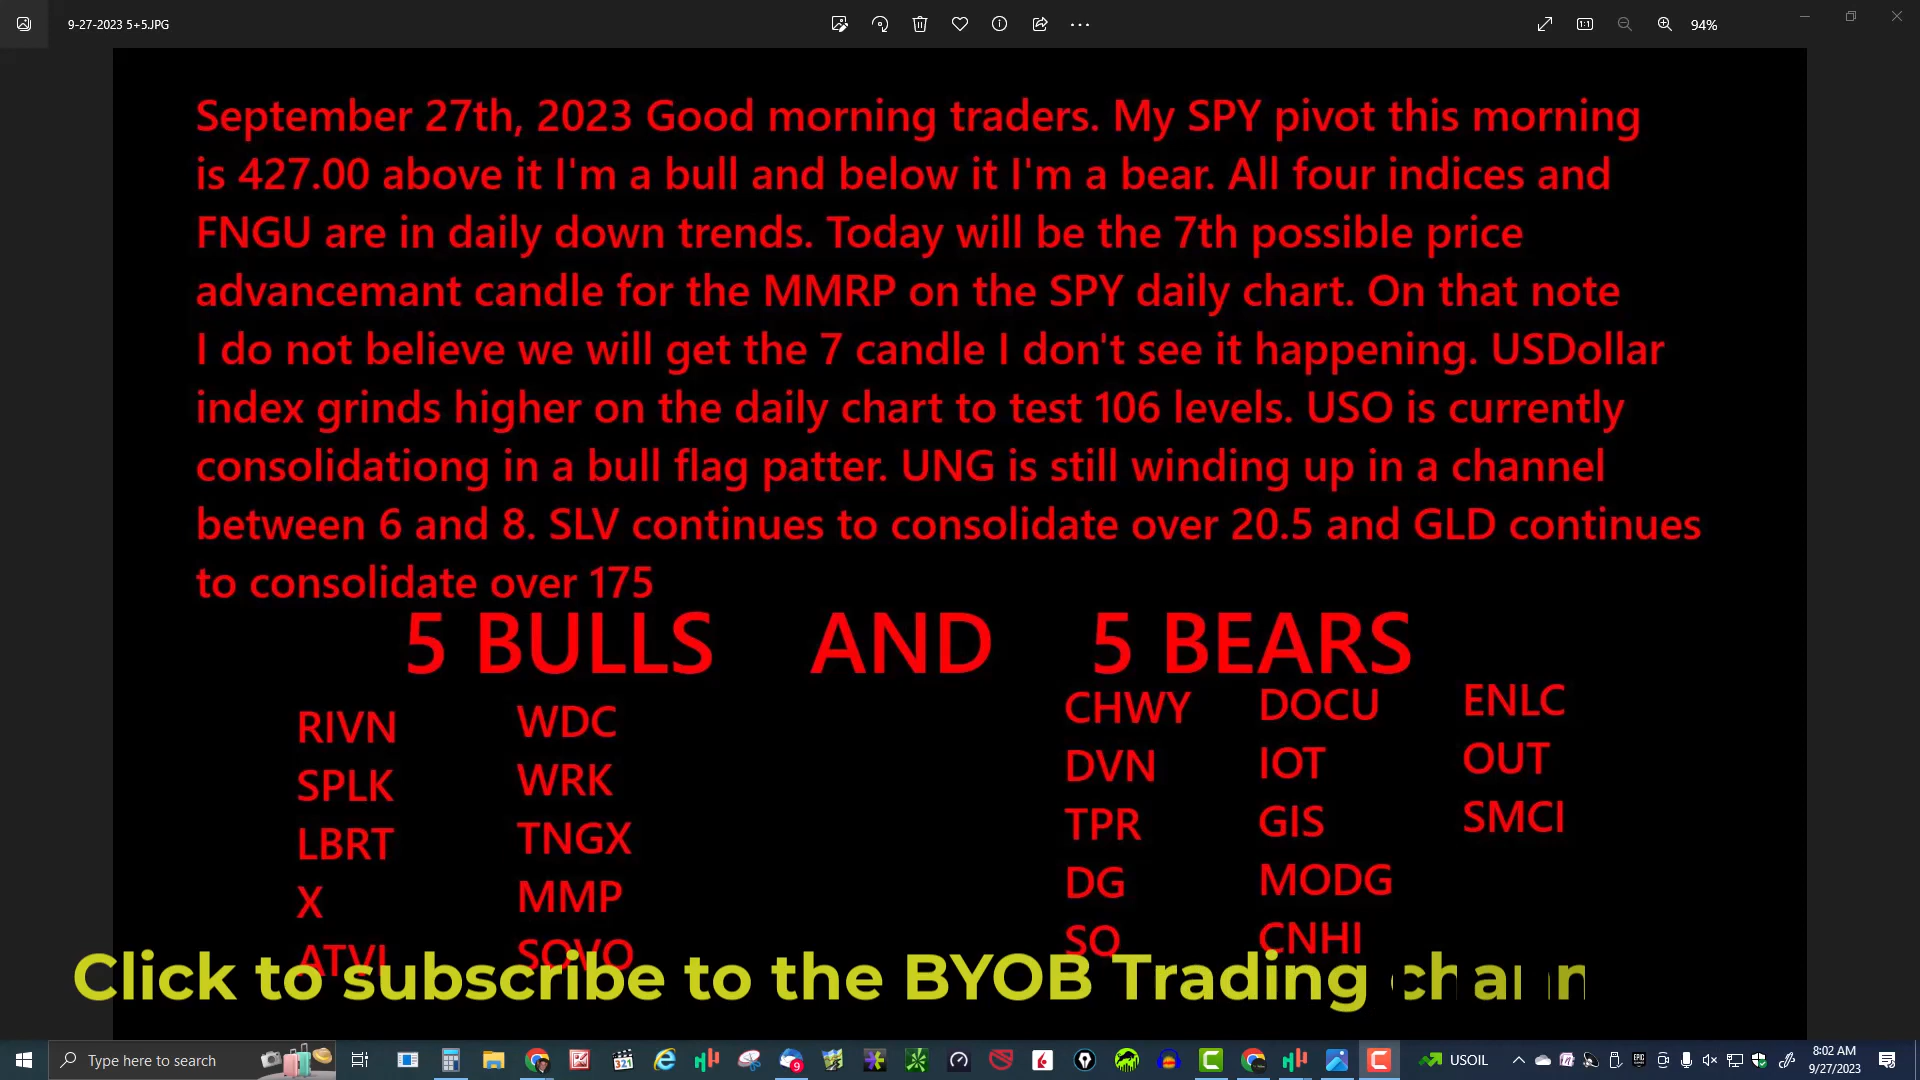 9-27-2023 5+5.JPG
94%
September 27th, 2023 Good morning traders. My SPY pivot this morning
is 427.00 above it I'm a bull and below it I'm a bear. All four indices and
FNGU are in daily down trends. Today will be the 7th possible price
advancemant candle for the MMRP on the SPY daily chart. On that note
I do not believe we will get the 7 candle I don't see it happening. USDollar
index grinds higher on the daily chart to test 106 levels. USO is currently
consolidationg in a bull flag patter. UNG is still winding up in a channel
between 6 and 8. SLV continues to consolidate over 20.5 and GLD continues
to consolidate over 175
5 BULLS AND 5 BEARS
RIVN WDC CHWY DOCU ENLC
SPLK WRK DVN IOT OUT
LBRT TNGX TPR GIS SMCI
X MMP DG MODG
ATVI SOVO SO CNHI
Click to subscribe to the BYOB Trading chann
Type here to search
USOIL
8:02 AM
9/27/2023